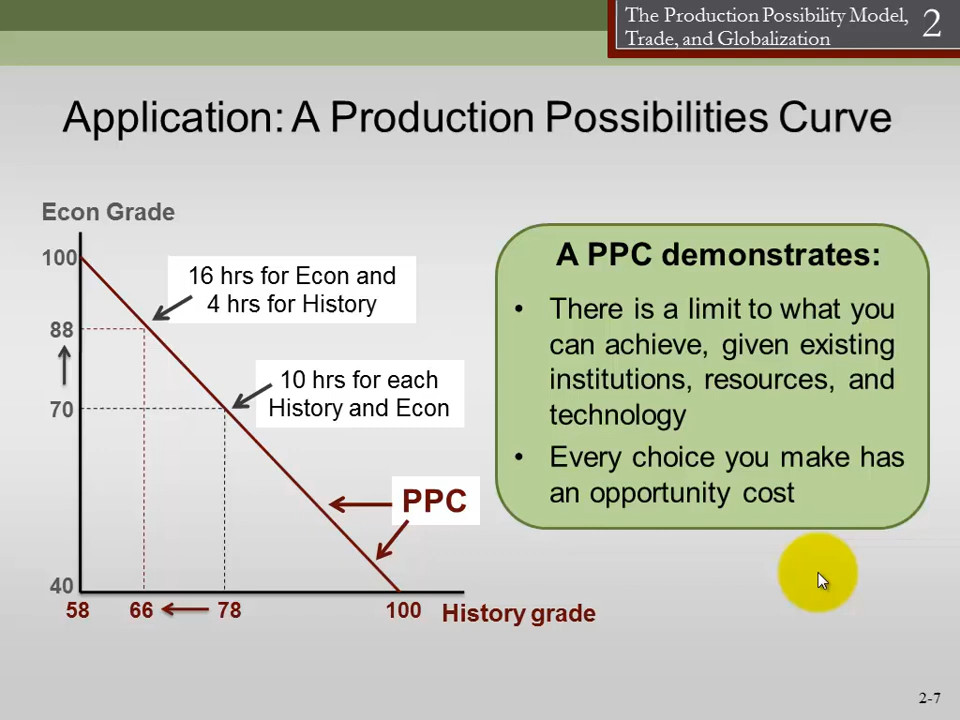 The Production Possibility Model,
Trade, and Globalization
2
Application: A Production Possibilities Curve
Econ Grade
100
88
70
40
16 hrs for Econ and
4 hrs for History
10 hrs for each
History and Econ
PPC
58
66
78
100
History grade
A PPC demonstrates:
• There is a limit to what you
can achieve, given existing
institutions, resources, and
technology
• Every choice you make has
an opportunity cost
2-7